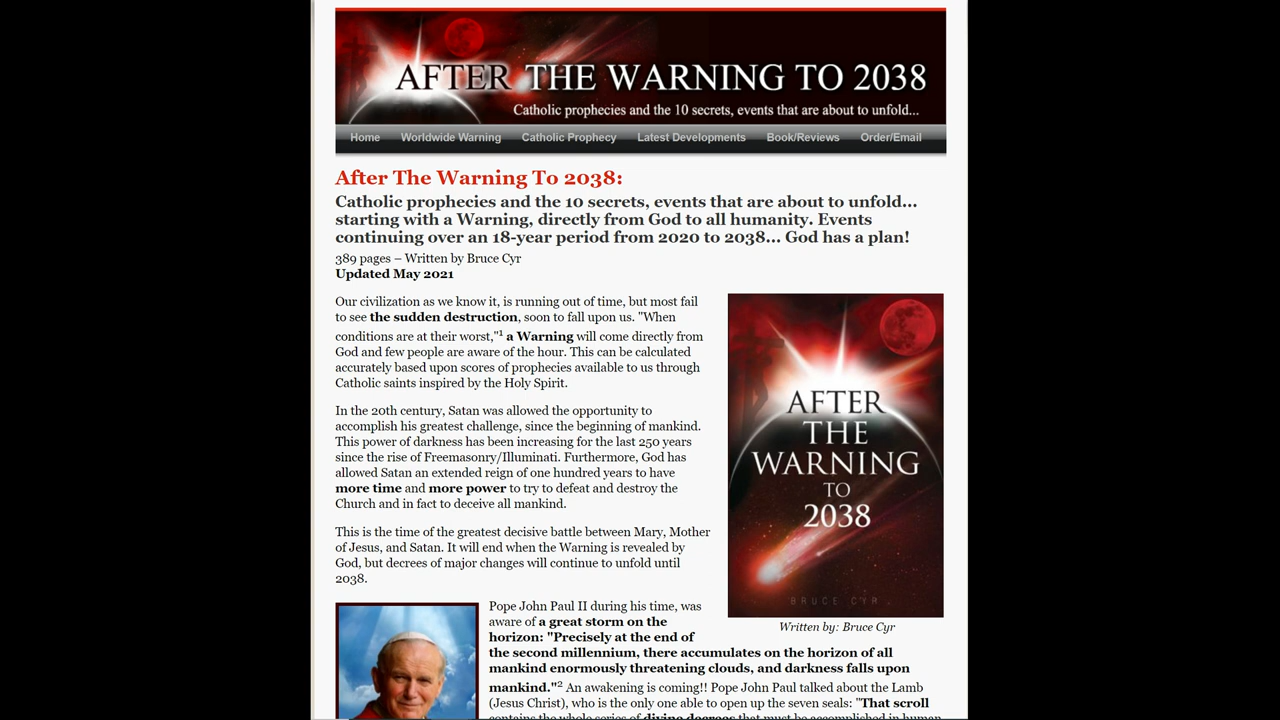 AFTER THE WARNING TO 2038
Catholic prophecies and the 10 secrets, events that are about to unfold...
Home Worldwide Warning Catholic Prophecy Latest Developments Book/Reviews Order/Email
After The Warning To 2038:
Catholic prophecies and the 10 secrets, events that are about to unfold...
starting with a Warning, directly from God to all humanity. Events
continuing over an 18-year period from 2020 to 2038... God has a plan!
389 pages – Written by Bruce Cyr
Updated May 2021
Our civilization as we know it, is running out of time, but most fail
to see the sudden destruction, soon to fall upon us. "When
conditions are at their worst,"1 a Warning will come directly from
God and few people are aware of the hour. This can be calculated
accurately based upon scores of prophecies available to us through
Catholic saints inspired by the Holy Spirit.
In the 20th century, Satan was allowed the opportunity to
accomplish his greatest challenge, since the beginning of mankind.
This power of darkness has been increasing for the last 250 years
since the rise of Freemasonry/Illuminati. Furthermore, God has
allowed Satan an extended reign of one hundred years to have
more time and more power to try to defeat and destroy the
Church and in fact to deceive all mankind.
This is the time of the greatest decisive battle between Mary, Mother
of Jesus, and Satan. It will end when the Warning is revealed by
God, but decrees of major changes will continue to unfold until
2038.
AFTER
THE
WARNING
TO
2038
BRUCE CYR
Written by: Bruce Cyr
Pope John Paul II during his time, was
aware of a great storm on the
horizon: "Precisely at the end of
the second millennium, there accumulates on the horizon of all
mankind enormously threatening clouds, and darkness falls upon
mankind."2 An awakening is coming!! Pope John Paul talked about the Lamb
(Jesus Christ), who is the only one able to open up the seven seals: "That scroll
contains the whole series of divine decrees that must be accomplished in human